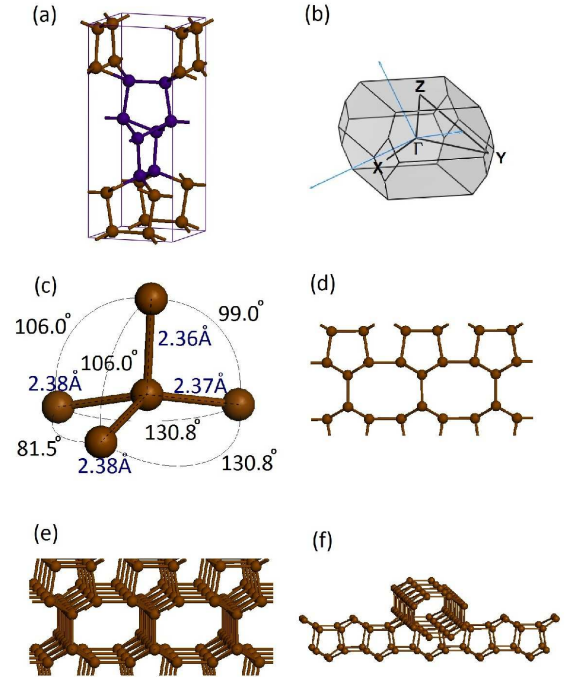 (a)
(b)
Z
Γ
X
Y
(c)
106.0°
99.0°
2.36Å
106.0°
2.38Å
2.37Å
81.5°
130.8°
2.38Å
130.8°
(d)
(e)
(f)